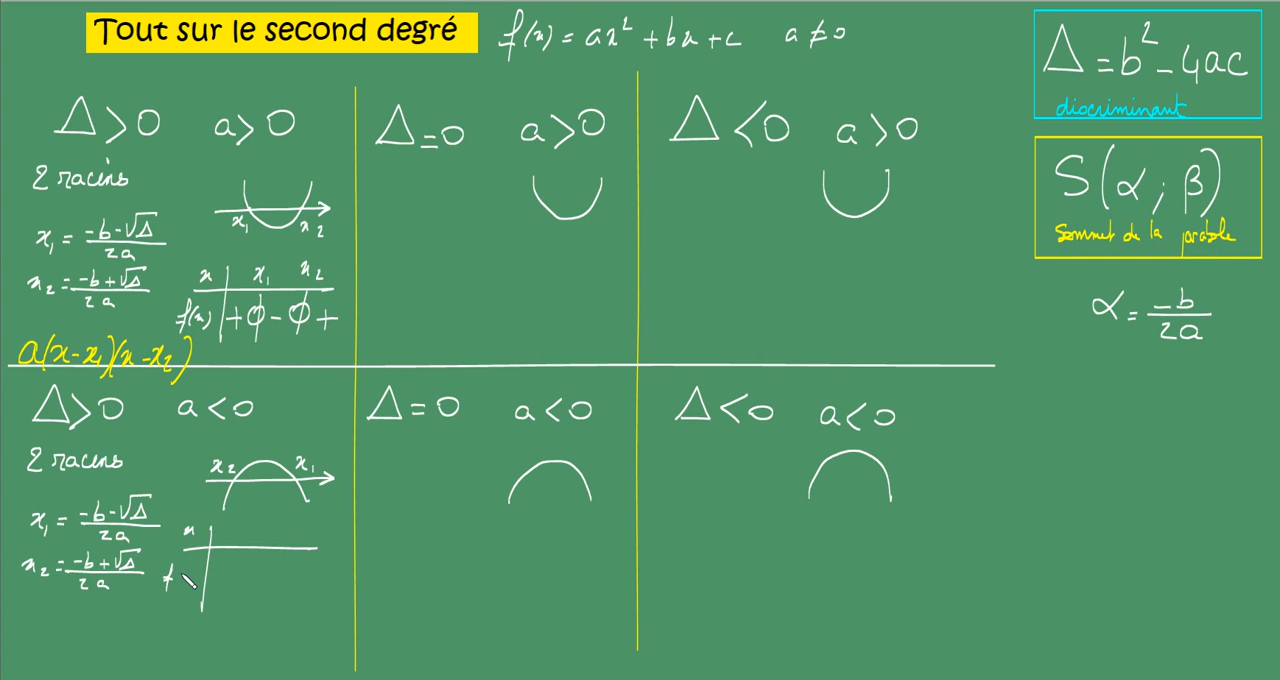 Tout sur le second degré
f(x) = ax² + bx + c   a ≠ 0
Δ = b² - 4ac
discriminant
S(α ; β)
Sommet de la parabole
α = -b/2a
Δ > 0   a > 0
2 racines
x₁ = (-b - √Δ)/2a
x₂ = (-b + √Δ)/2a
x₁ x₂
x x₁ x₂
f(x) + 0 - 0 +
a(x - x₁)(x - x₂)
Δ = 0   a > 0
Δ < 0   a > 0
Δ > 0   a < 0
2 racines
x₁ = (-b - √Δ)/2a
x₂ = (-b + √Δ)/2a
x₂ x₁
x
f
Δ = 0   a < 0
Δ < 0   a < 0